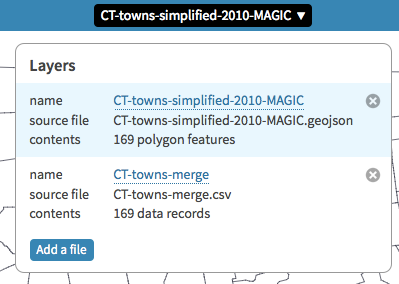 CT-towns-simplified-2010-MAGIC ▼
Layers
name CT-towns-simplified-2010-MAGIC
source file CT-towns-simplified-2010-MAGIC.geojson
contents 169 polygon features
name CT-towns-merge
source file CT-towns-merge.csv
contents 169 data records
Add a file